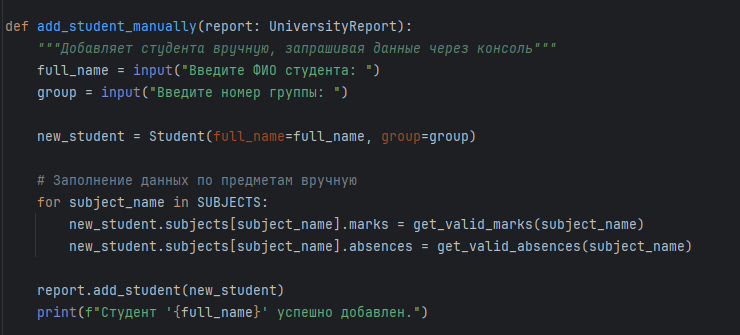 def add_student_manually(report: UniversityReport):
    """Добавляет студента вручную, запрашивая данные через консоль"""
    full_name = input("Введите ФИО студента: ")
    group = input("Введите номер группы: ")

    new_student = Student(full_name=full_name, group=group)

    # Заполнение данных по предметам вручную
    for subject_name in SUBJECTS:
        new_student.subjects[subject_name].marks = get_valid_marks(subject_name)
        new_student.subjects[subject_name].absences = get_valid_absences(subject_name)

    report.add_student(new_student)
    print(f"Студент '{full_name}' успешно добавлен.")